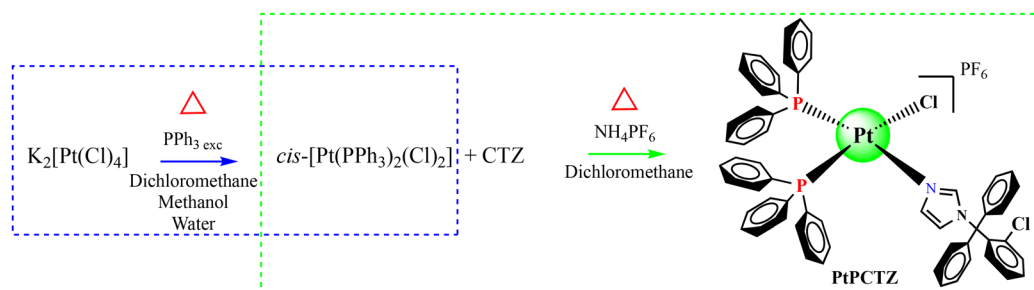 K2[Pt(Cl)4]
PPh3 exc
Dichloromethane
Methanol
Water
cis-[Pt(PPh3)2(Cl)2] + CTZ
NH4PF6
Dichloromethane
PF6
P
Cl
Pt
P
N
N
Cl
PtPCTZ